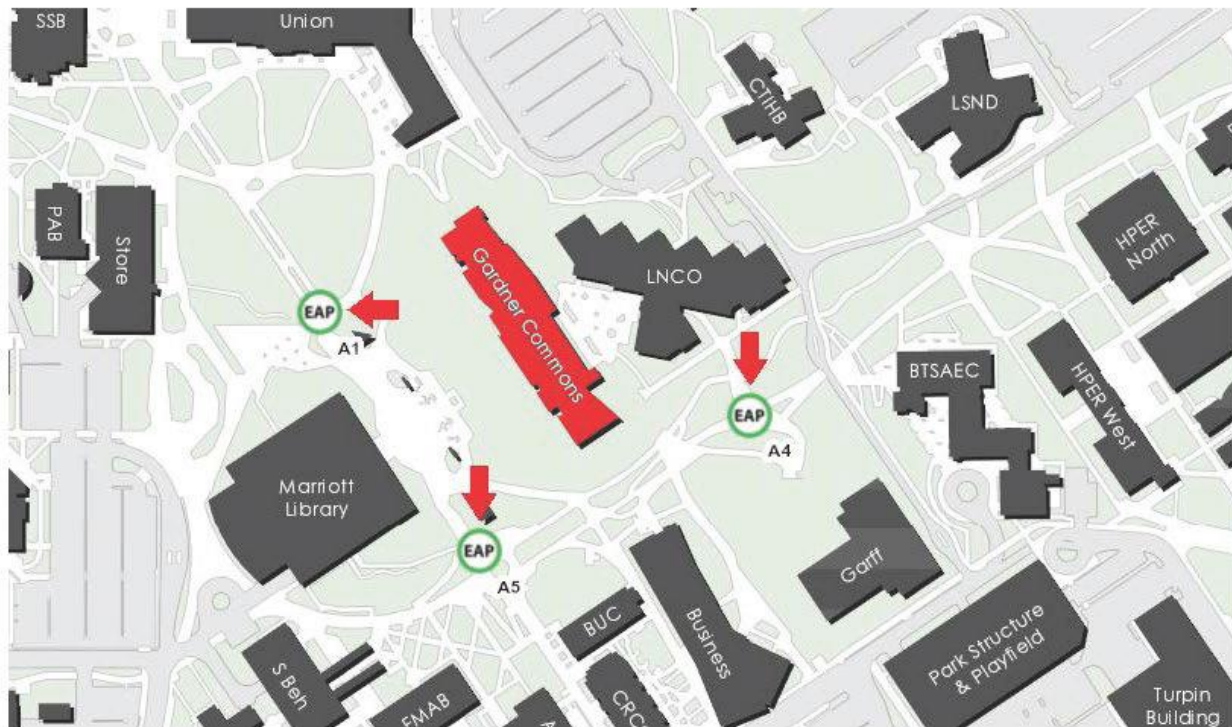 SSB
Union
CTIHB
LSND
PAB
Store
HPER
North
Gardner Commons
LNCO
EAP
A1
BTSAEC
HPER West
EAP
A4
Marriott
Library
EAP
A5
Garff
BUC
Business
S Beh
FMAB
CRC
Park Structure
& Playfield
Turpin
Building